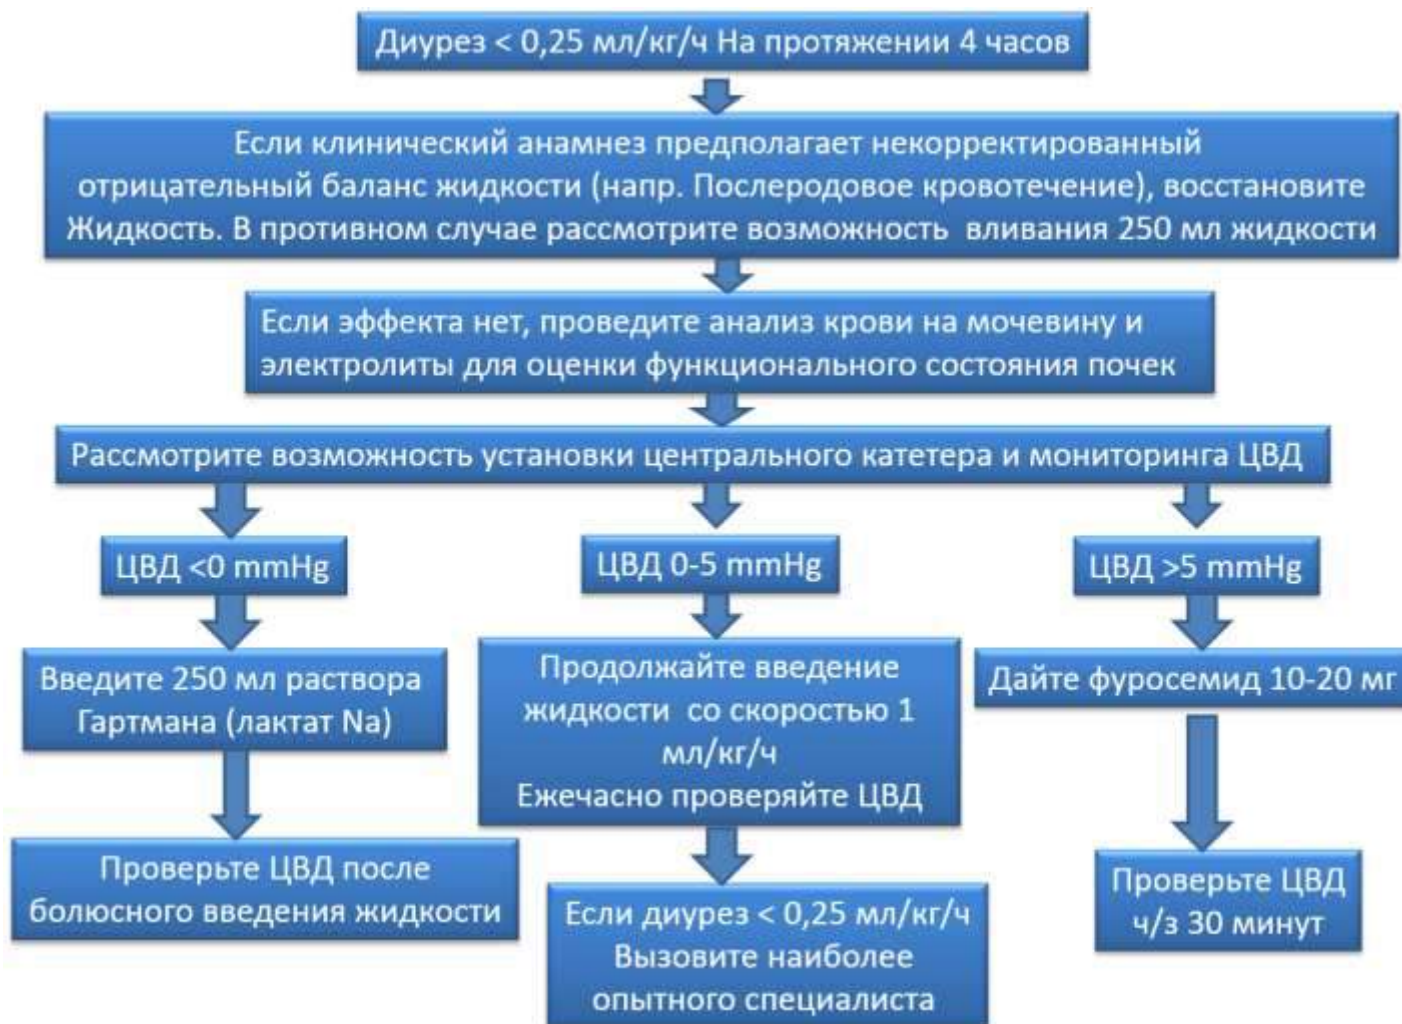 Диурез < 0,25 мл/кг/ч На протяжении 4 часов
Если клинический анамнез предполагает некорректированный
отрицательный баланс жидкости (напр. Послеродовое кровотечение), восстановите
Жидкость. В противном случае рассмотрите возможность вливания 250 мл жидкости
Если эффекта нет, проведите анализ крови на мочевину и
электролиты для оценки функционального состояния почек
Рассмотрите возможность установки центрального катетера и мониторинга ЦВД
ЦВД <0 mmHg
Введите 250 мл раствора
Гартмана (лактат Na)
Проверьте ЦВД после
болюсного введения жидкости
ЦВД 0-5 mmHg
Продолжайте введение
жидкости со скоростью 1
мл/кг/ч
Ежечасно проверяйте ЦВД
Если диурез < 0,25 мл/кг/ч
Вызовите наиболее
опытного специалиста
ЦВД >5 mmHg
Дайте фуросемид 10-20 мг
Проверьте ЦВД
ч/з 30 минут